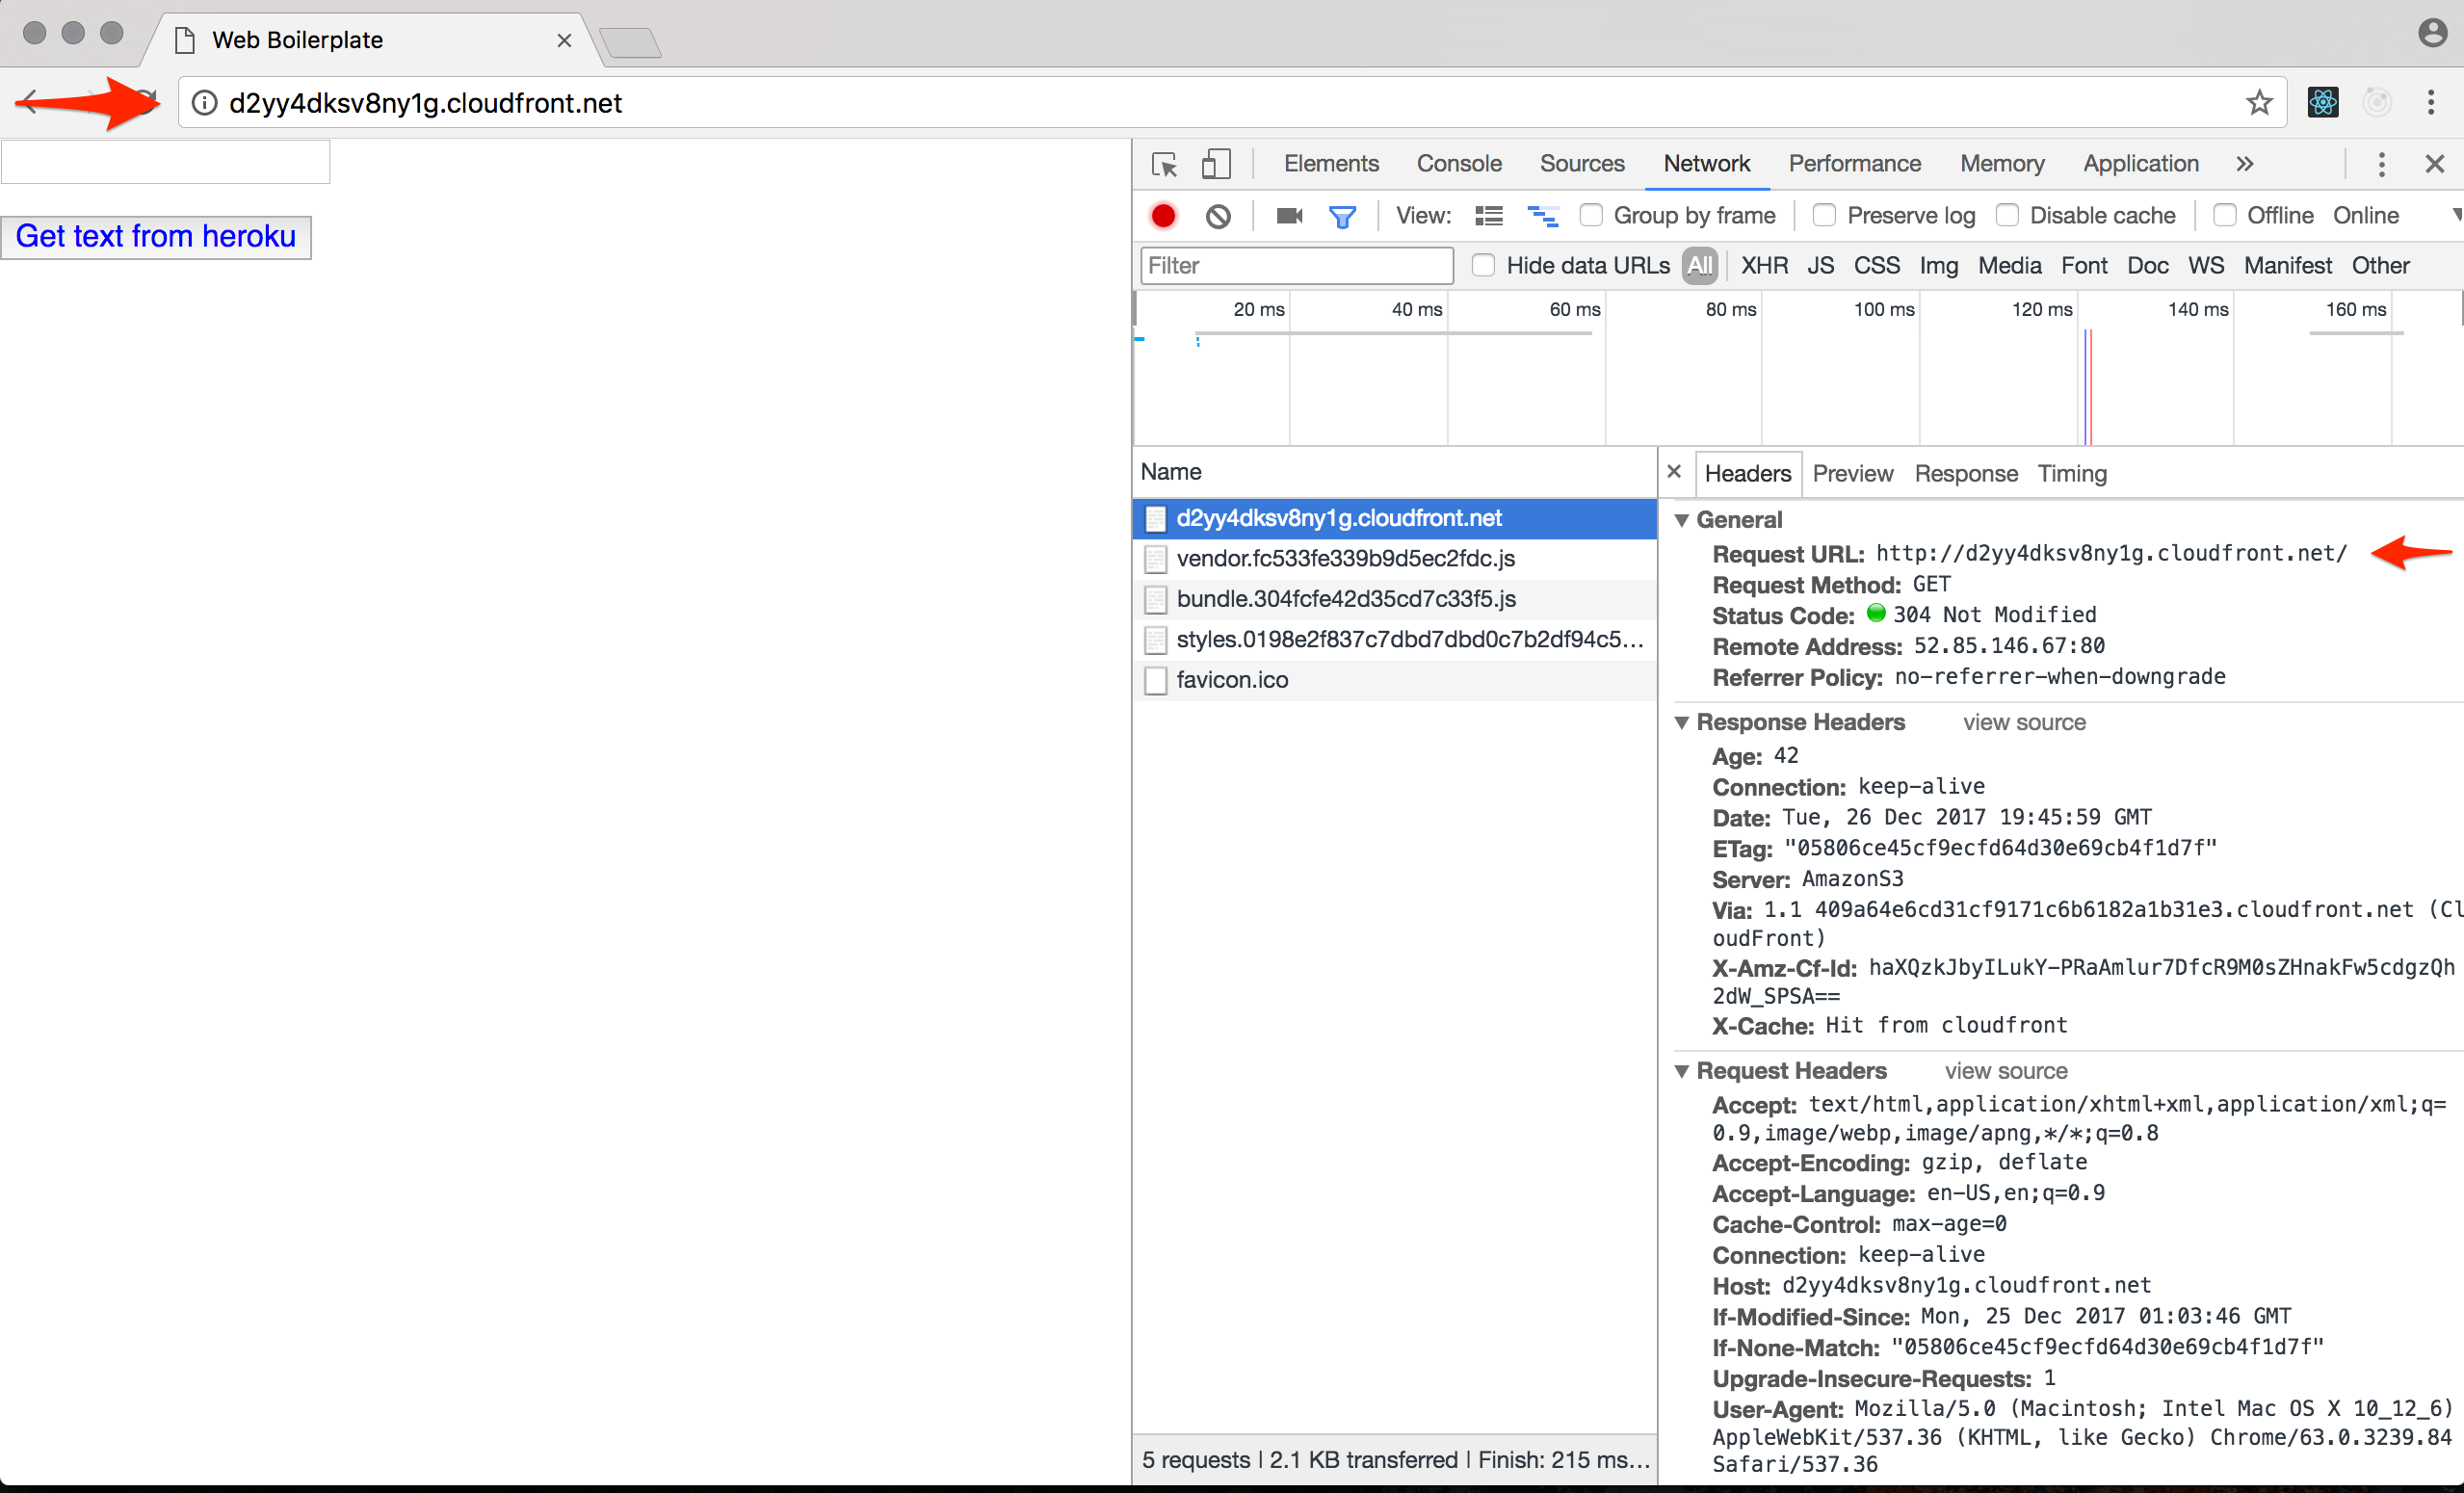 Web Boilerplate
d2yy4dksv8ny1g.cloudfront.net
Get text from heroku
Elements Console Sources Network Performance Memory Application »
View: Group by frame Preserve log Disable cache Offline Online
Filter Hide data URLs All XHR JS CSS Img Media Font Doc WS Manifest Other
20 ms 40 ms 60 ms 80 ms 100 ms 120 ms 140 ms 160 ms
Name
d2yy4dksv8ny1g.cloudfront.net
vendor.fc533fe339b9d5ec2fdc.js
bundle.304fcfe42d35cd7c33f5.js
styles.0198e2f837c7dbd7dbd0c7b2df94c5...
favicon.ico
5 requests | 2.1 KB transferred | Finish: 215 ms...
Headers Preview Response Timing
General
Request URL: http://d2yy4dksv8ny1g.cloudfront.net/
Request Method: GET
Status Code: 304 Not Modified
Remote Address: 52.85.146.67:80
Referrer Policy: no-referrer-when-downgrade
Response Headers view source
Age: 42
Connection: keep-alive
Date: Tue, 26 Dec 2017 19:45:59 GMT
ETag: "05806ce45cf9ecfd64d30e69cb4f1d7f"
Server: AmazonS3
Via: 1.1 409a64e6cd31cf9171c6b6182a1b31e3.cloudfront.net (Cl
oudFront)
X-Amz-Cf-Id: haXQzkJbyILukY-PRaAmlur7DfcR9M0sZHnakFw5cdgzQh
2dW_SPSA==
X-Cache: Hit from cloudfront
Request Headers view source
Accept: text/html,application/xhtml+xml,application/xml;q=
0.9,image/webp,image/apng,*/*;q=0.8
Accept-Encoding: gzip, deflate
Accept-Language: en-US,en;q=0.9
Cache-Control: max-age=0
Connection: keep-alive
Host: d2yy4dksv8ny1g.cloudfront.net
If-Modified-Since: Mon, 25 Dec 2017 01:03:46 GMT
If-None-Match: "05806ce45cf9ecfd64d30e69cb4f1d7f"
Upgrade-Insecure-Requests: 1
User-Agent: Mozilla/5.0 (Macintosh; Intel Mac OS X 10_12_6)
AppleWebKit/537.36 (KHTML, like Gecko) Chrome/63.0.3239.84
Safari/537.36